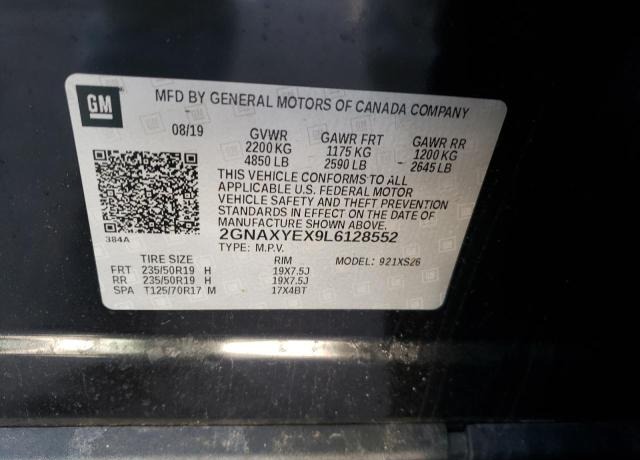 GM
MFD BY GENERAL MOTORS OF CANADA COMPANY
08/19 GVWR GAWR FRT GAWR RR
2200 KG 1175 KG 1200 KG
4850 LB 2590 LB 2645 LB
THIS VEHICLE CONFORMS TO ALL
APPLICABLE U.S. FEDERAL MOTOR
VEHICLE SAFETY AND THEFT PREVENTION
STANDARDS IN EFFECT ON THE DATE OF
MANUFACTURE SHOWN ABOVE.
384A 2GNAXYEX9L6128552
TYPE: M.P.V.
TIRE SIZE RIM MODEL: 921XS26
FRT 235/50R19 H 19X7.5J
RR 235/50R19 H 19X7.5J
SPA T125/70R17 M 17X4BT